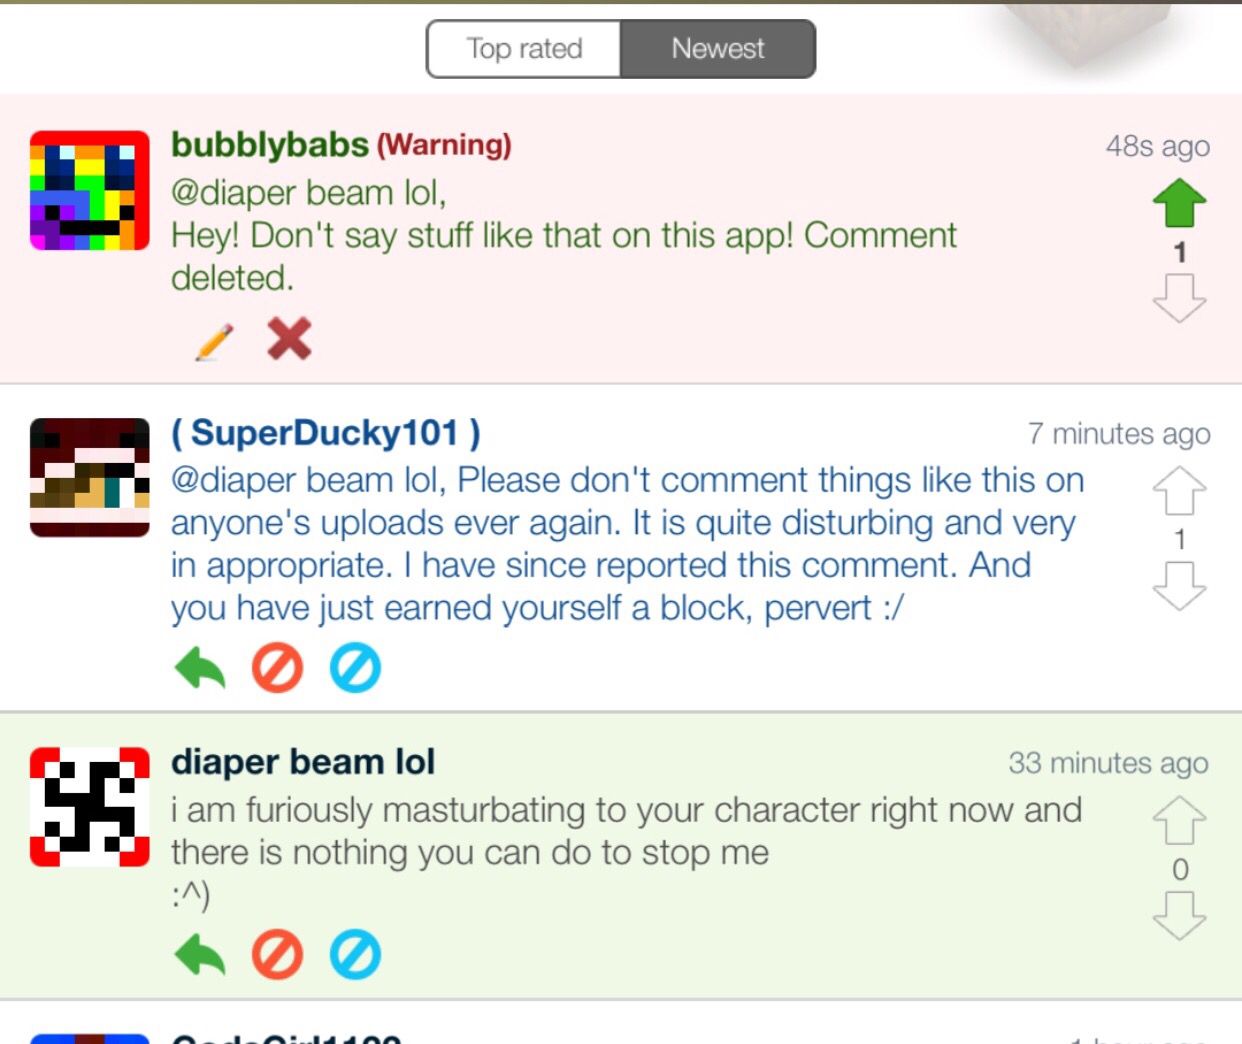 Top rated Newest
bubblybabs (Warning) 48s ago
@diaper beam lol,
Hey! Don't say stuff like that on this app! Comment
deleted.
1
( SuperDucky101 ) 7 minutes ago
@diaper beam lol, Please don't comment things like this on
anyone's uploads ever again. It is quite disturbing and very
in appropriate. I have since reported this comment. And
you have just earned yourself a block, pervert :/
1
diaper beam lol 33 minutes ago
i am furiously masturbating to your character right now and
there is nothing you can do to stop me
:^)
0
1 hour ago